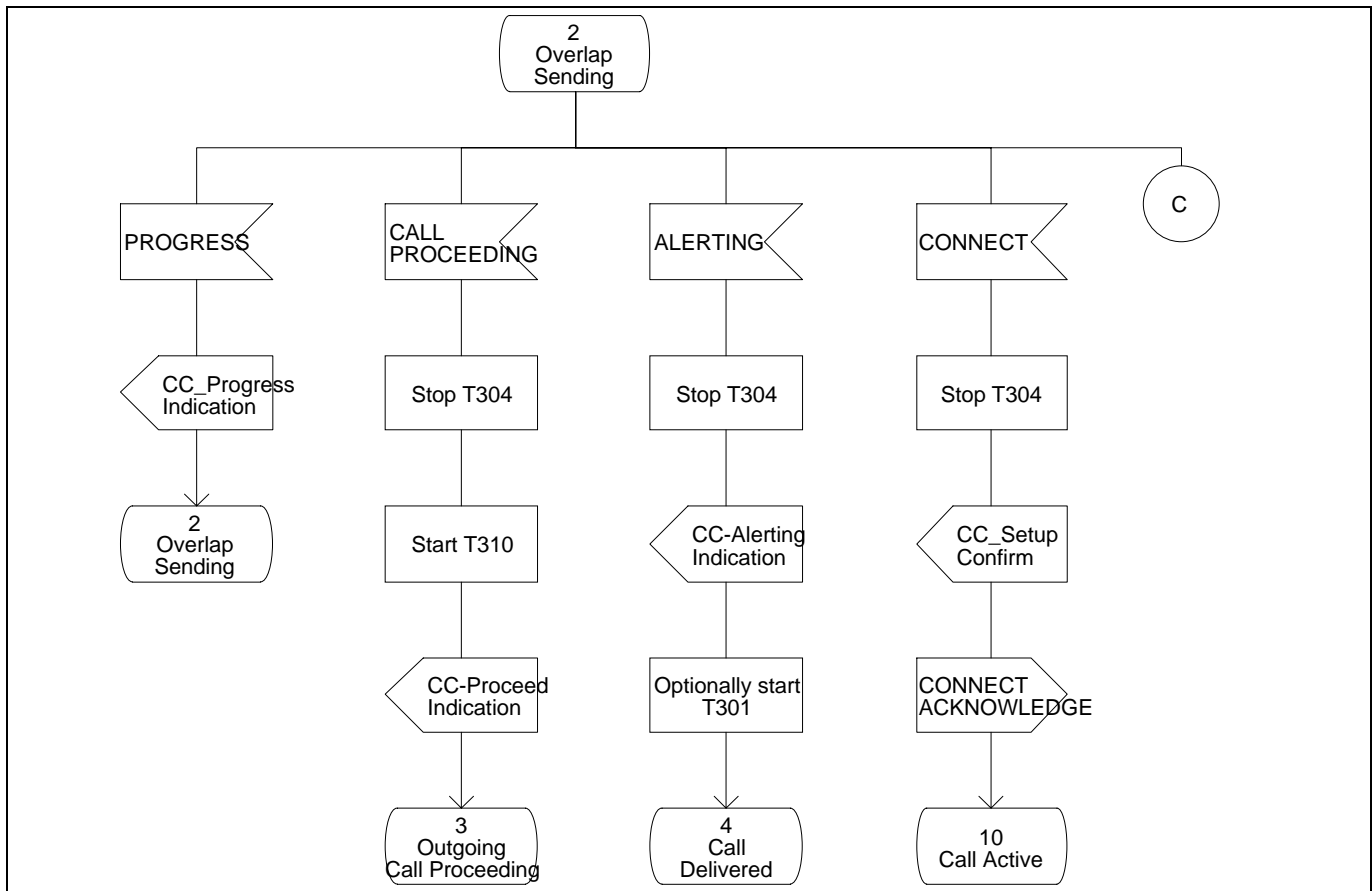 2
Overlap
Sending
C
PROGRESS
CALL
PROCEEDING
ALERTING
CONNECT
CC_Progress
Indication
Stop T304
Stop T304
Stop T304
2
Overlap
Sending
Start T310
CC-Alerting
Indication
CC_Setup
Confirm
CC-Proceed
Indication
Optionally start
T301
CONNECT
ACKNOWLEDGE
3
Outgoing
Call Proceeding
4
Call
Delivered
10
Call Active